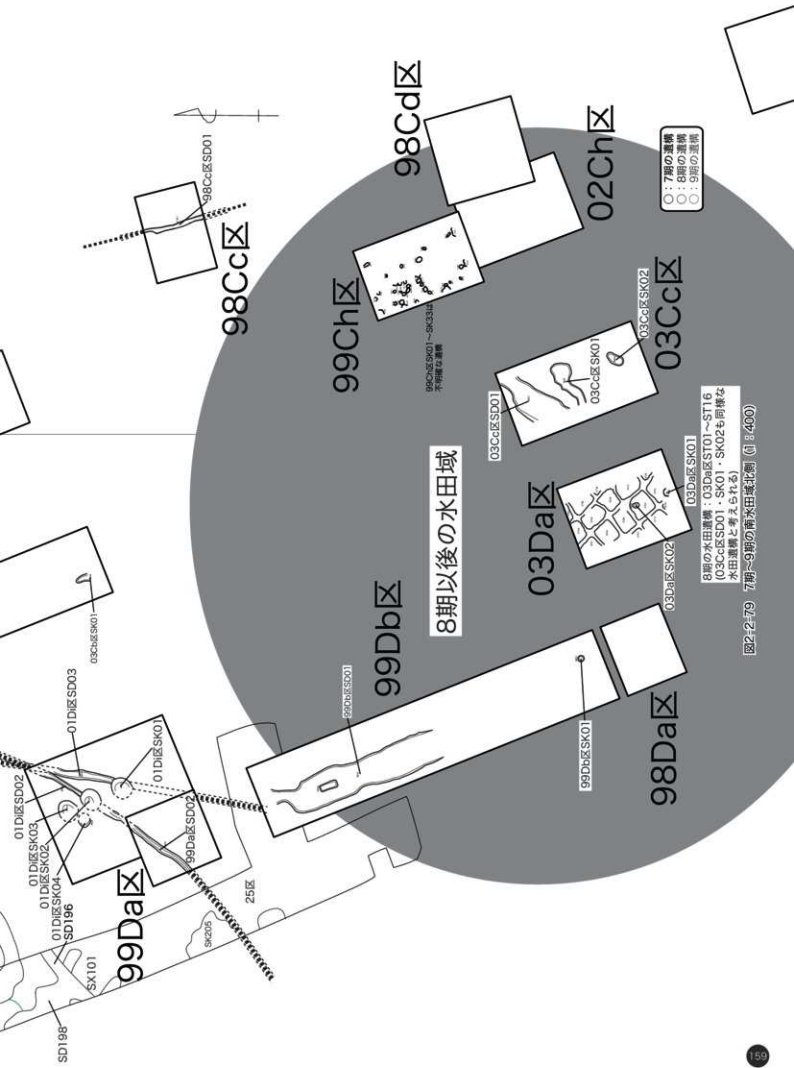 98Cc区SD01
98Cc区
98Cd区
02Ch区
○：7期の遺構
○：8期の遺構
○：9期の遺構
99Ch区
99Ch区SK01～SK33は
不明確な遺構
03Cc区SD01
03Cc区SK01
03Cc区SK02
03Cc区
8期以後の水田域
03Da区
03Da区SK01
03Da区SK02
8期の水田遺構：03Da区ST01～ST16
(03Cc区SD01・SK01・SK02も同様な
水田遺構と考えられる)
図2-2-79 7期～9期の南水田域北側 (1：400)
03Cb区SK01
99Db区
99Db区SD01
99Db区SK01
98Da区
01Di区SD03
01Di区SK01
01Di区SD02
01Di区SK03
01Di区SK02
01Di区SK04
99Da区SD02
99Da区
SD196
SX101
SD198
SK205
25区
159